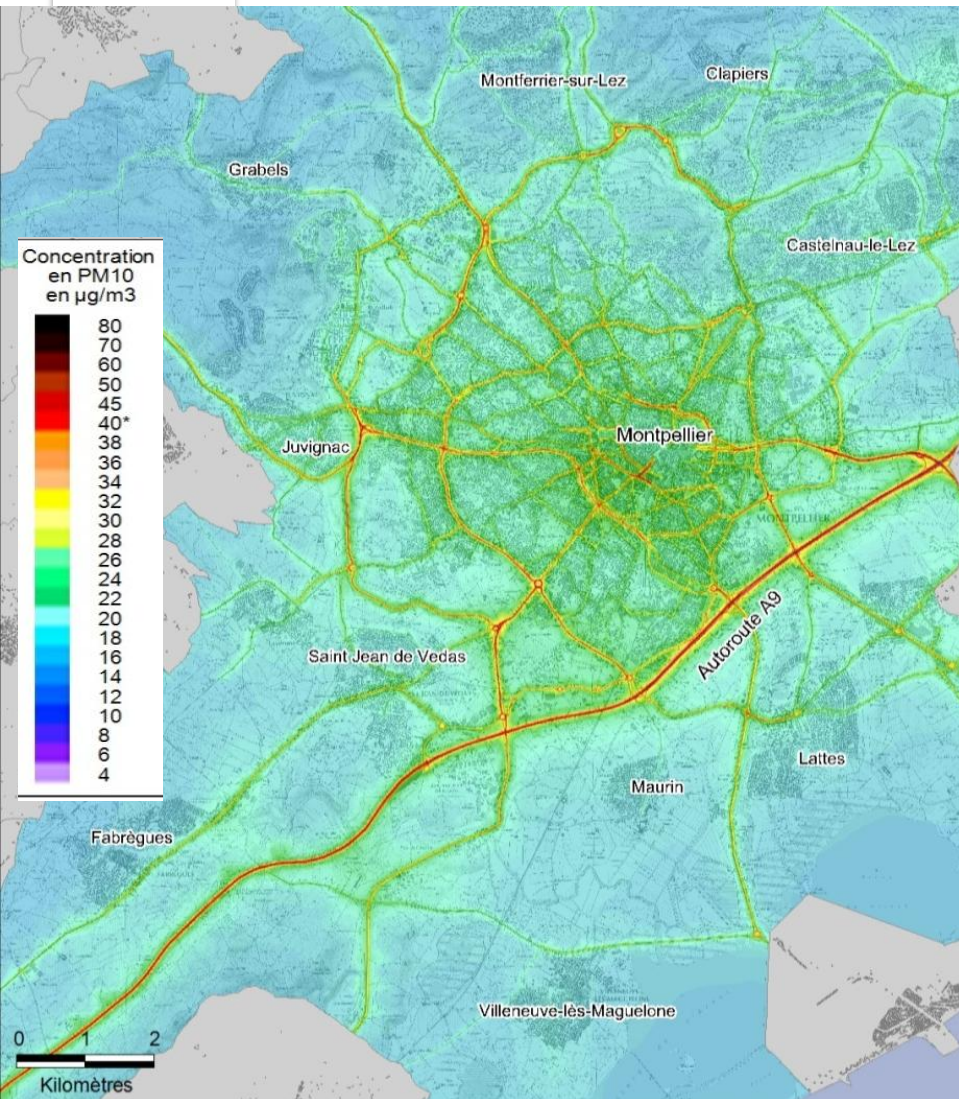 Montferrier-sur-Lez
Clapiers
Grabels
Castelnau-le-Lez
Concentration
en PM10
en µg/m3
80
70
60
50
45
40*
38
36
34
32
30
28
26
24
22
20
18
16
14
12
10
8
6
4
Juvignac
Montpellier
MONTPELLIER
Autoroute A9
Saint Jean de Vedas
Lattes
Maurin
Fabrègues
Villeneuve-lès-Maguelone
0 1 2
Kilomètres